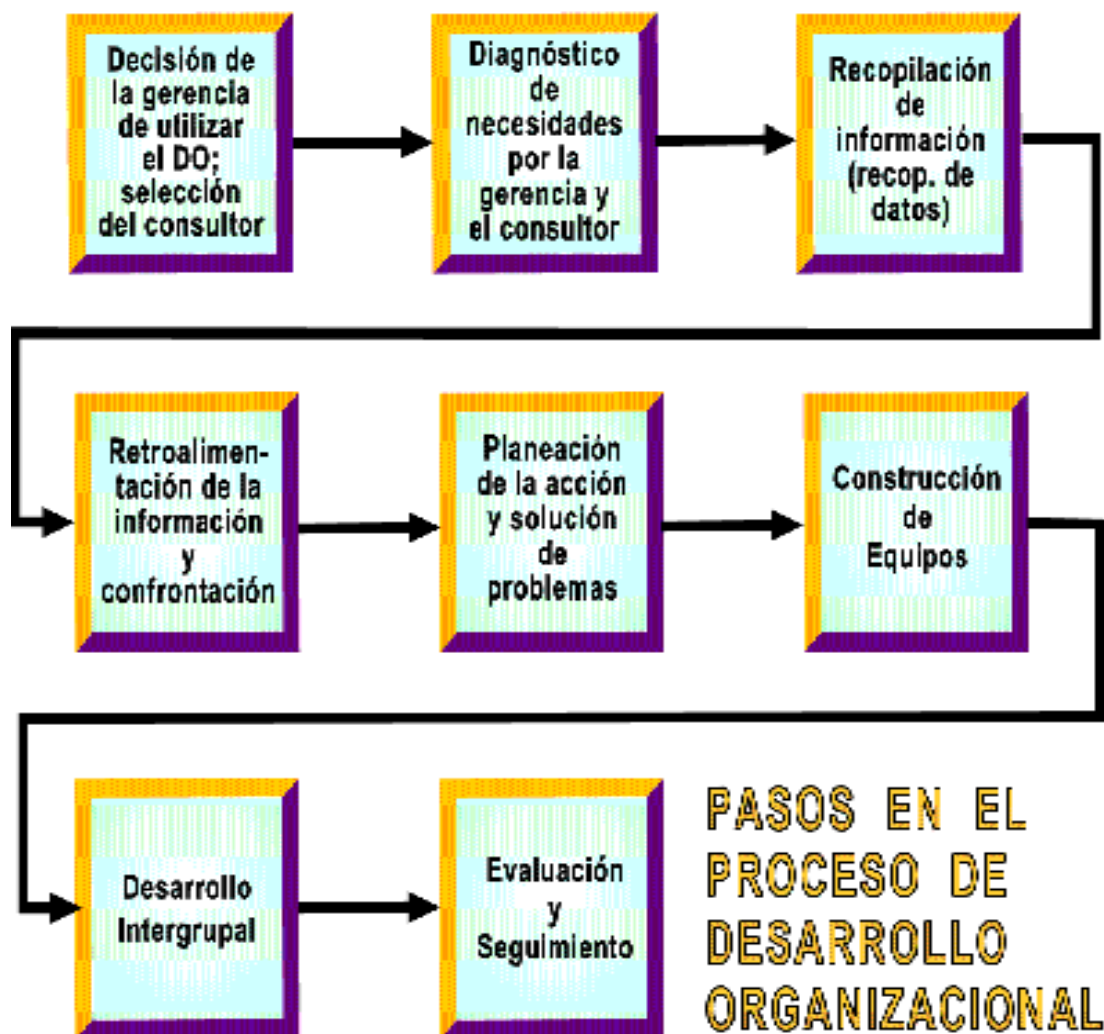 Decisión de
la gerencia
de utilizar
el DO;
selección
del consultor
Diagnóstico
de
necesidades
por la
gerencia y
el consultor
Recopilación
de
información
(recop. de
datos)
Retroalimen-
tación de la
información
y
confrontación
Planeación
de la acción
y solución
de
problemas
Construcción
de
Equipos
Desarrollo
Intergrupal
Evaluación
y
Seguimiento
PASOS EN EL
PROCESO DE
DESARROLLO
ORGANIZACIONAL